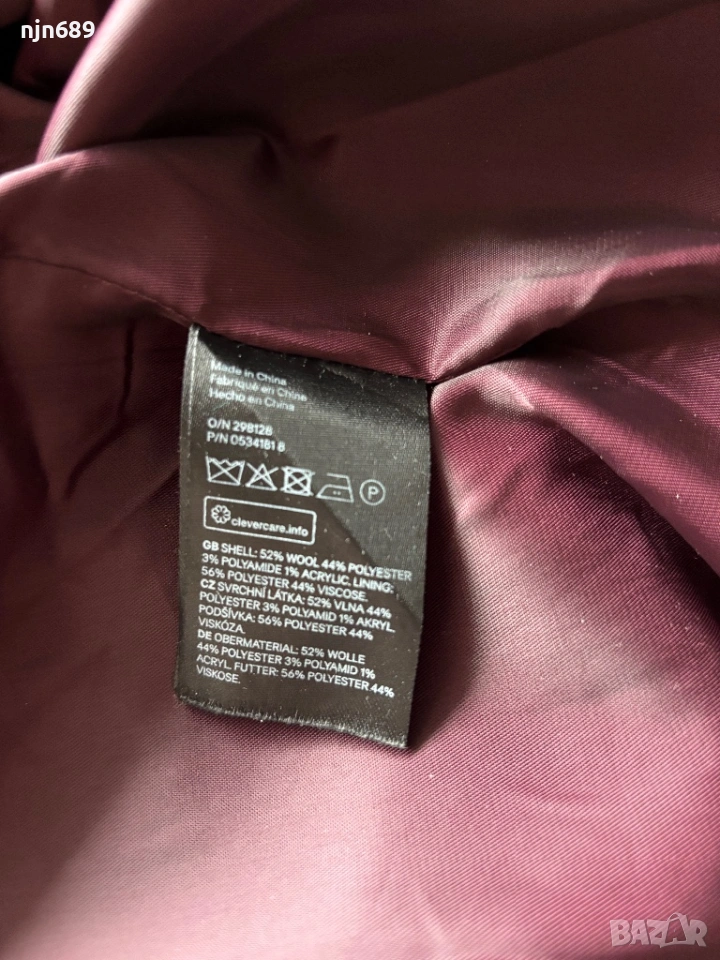 njn689
Made in China
Fabriqué en Chine
Hecho en China
O/N 298128
P/N 0534181 8
P
clevercare.info
GB SHELL: 52% WOOL 44% POLYESTER
3% POLYAMIDE 1% ACRYLIC. LINING:
56% POLYESTER 44% VISCOSE.
CZ SVRCHNÍ LÁTKA: 52% VLNA 44%
POLYESTER 3% POLYAMID 1% AKRYL.
PODŠÍVKA: 56% POLYESTER 44%
VISKÓZA.
DE OBERMATERIAL: 52% WOLLE
44% POLYESTER 3% POLYAMID 1%
ACRYL. FUTTER: 56% POLYESTER 44%
VISKOSE.
BAZAR